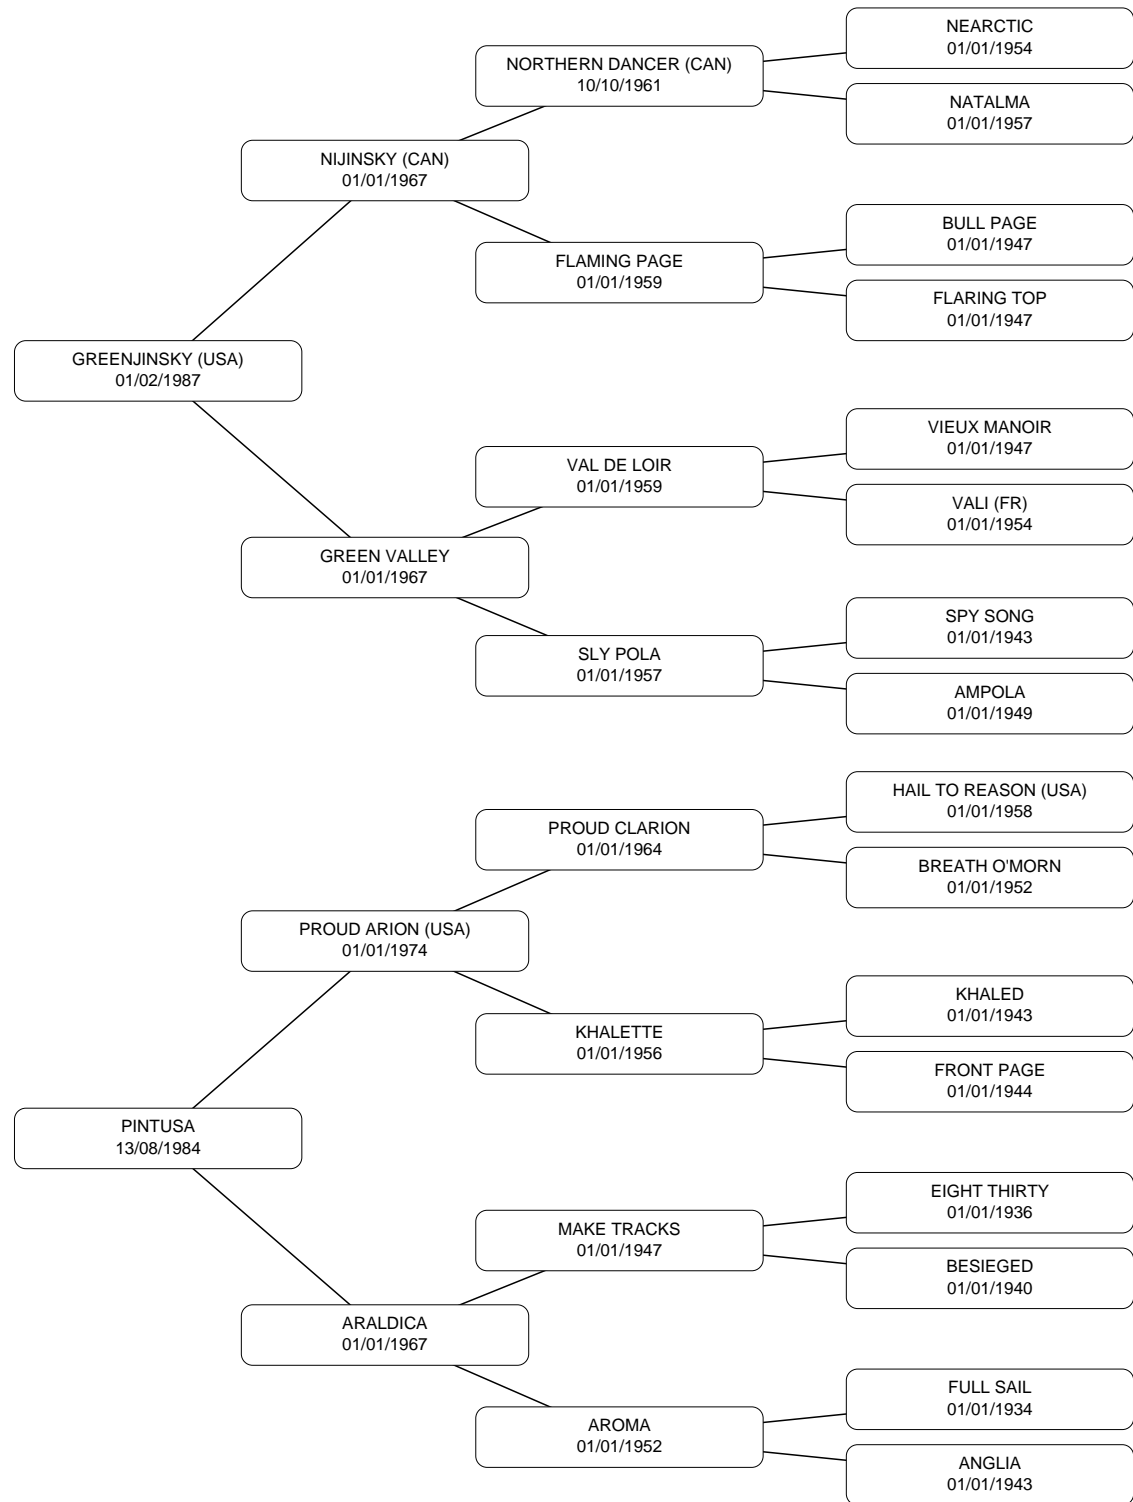 NEARCTIC
01/01/1954
NORTHERN DANCER (CAN)
10/10/1961
NATALMA
01/01/1957
NIJINSKY (CAN)
01/01/1967
BULL PAGE
01/01/1947
FLAMING PAGE
01/01/1959
FLARING TOP
01/01/1947
GREENJINSKY (USA)
01/02/1987
VIEUX MANOIR
01/01/1947
VAL DE LOIR
01/01/1959
VALI (FR)
01/01/1954
GREEN VALLEY
01/01/1967
SPY SONG
01/01/1943
SLY POLA
01/01/1957
AMPOLA
01/01/1949
HAIL TO REASON (USA)
01/01/1958
PROUD CLARION
01/01/1964
BREATH O'MORN
01/01/1952
PROUD ARION (USA)
01/01/1974
KHALED
01/01/1943
KHALETTE
01/01/1956
FRONT PAGE
01/01/1944
PINTUSA
13/08/1984
EIGHT THIRTY
01/01/1936
MAKE TRACKS
01/01/1947
BESIEGED
01/01/1940
ARALDICA
01/01/1967
FULL SAIL
01/01/1934
AROMA
01/01/1952
ANGLIA
01/01/1943